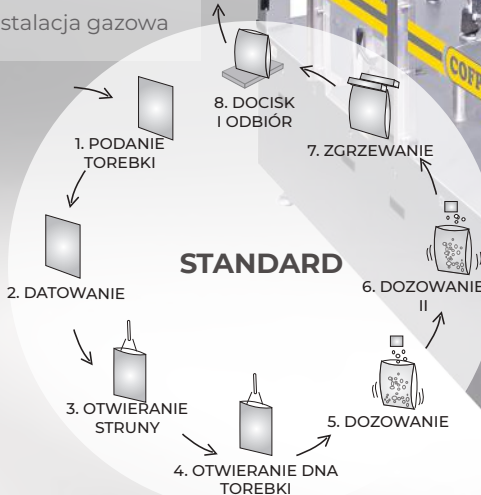 stalacja gazowa
8. DOCISK
I ODBIÓR
1. PODANIE
TOREBKI
7. ZGRZEWANIE
STANDARD
2. DATOWANIE
6. DOZOWANIE
II
3. OTWIERANIE
STRUNY
5. DOZOWANIE
4. OTWIERANIE DNA
TOREBKI